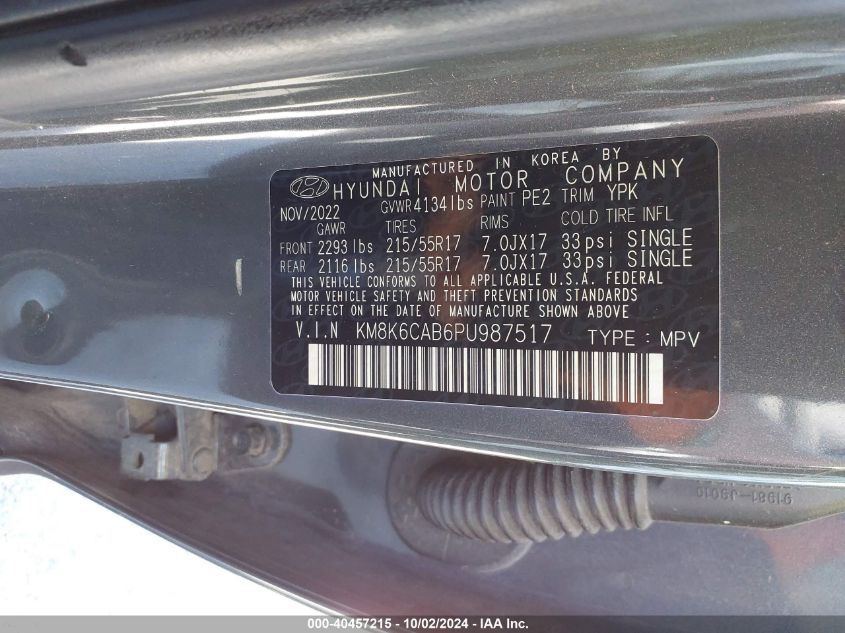 MANUFACTURED IN KOREA BY
HYUNDAI MOTOR COMPANY
NOV/2022 GVWR 4134 lbs PAINT PE2 TRIM YPK
GAWR TIRES RIMS COLD TIRE INFL
FRONT 2293 lbs 215/55R17 7.0JX17 33 psi SINGLE
REAR 2116 lbs 215/55R17 7.0JX17 33 psi SINGLE
THIS VEHICLE CONFORMS TO ALL APPLICABLE U.S.A. FEDERAL
MOTOR VEHICLE SAFETY AND THEFT PREVENTION STANDARDS IN
EFFECT ON THE DATE OF MANUFACTURE SHOWN ABOVE
V.I.N KM8K6CAB6PU987517 TYPE : MPV
91981-J9010
000-40457215 - 10/02/2024 - IAA, Inc.